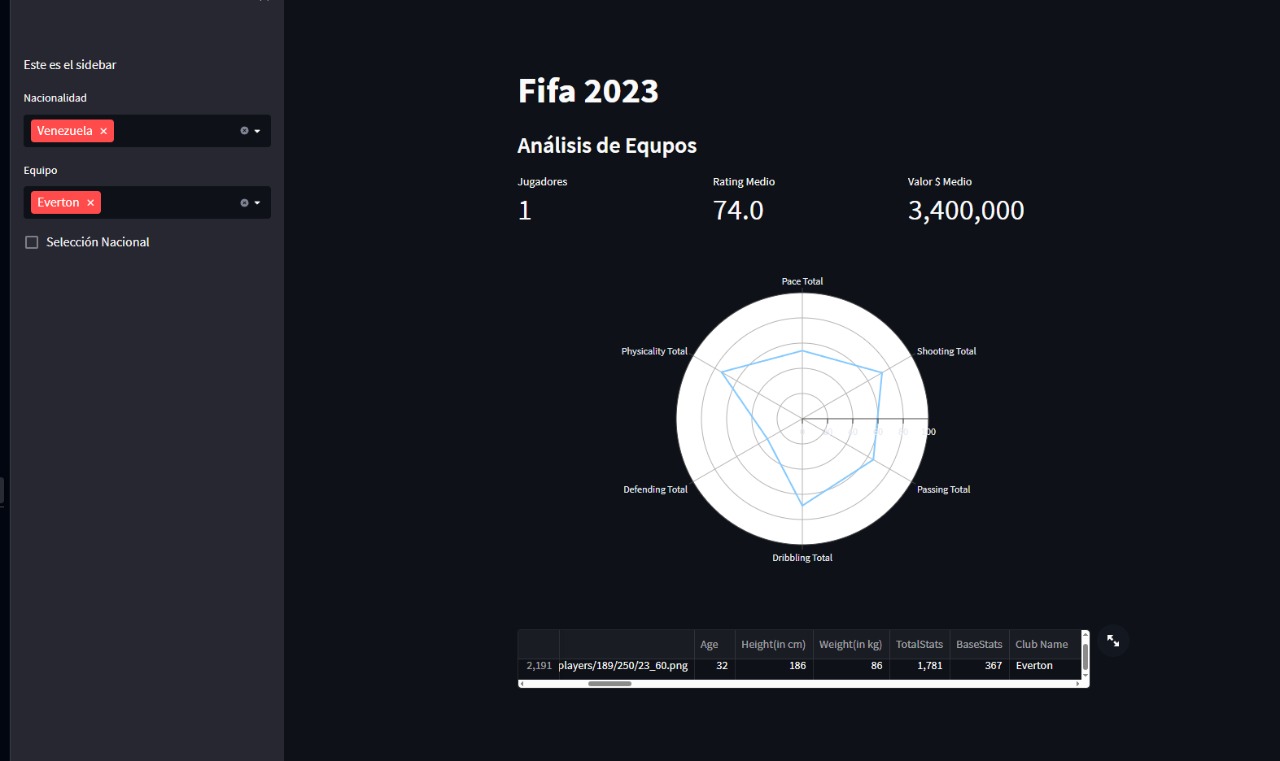 Este es el sidebar
Nacionalidad
Venezuela
Equipo
Everton
Selección Nacional
Fifa 2023
Análisis de Equpos
Jugadores
Rating Medio
Valor $ Medio
1
74.0
3,400,000
Pace Total
Physicality Total
Shooting Total
Defending Total
Passing Total
Dribbling Total
Age
Height(in cm)
Weight(in kg)
TotalStats
BaseStats
Club Name
2,191
players/189/250/23_60.png
32
186
86
1,781
367
Everton